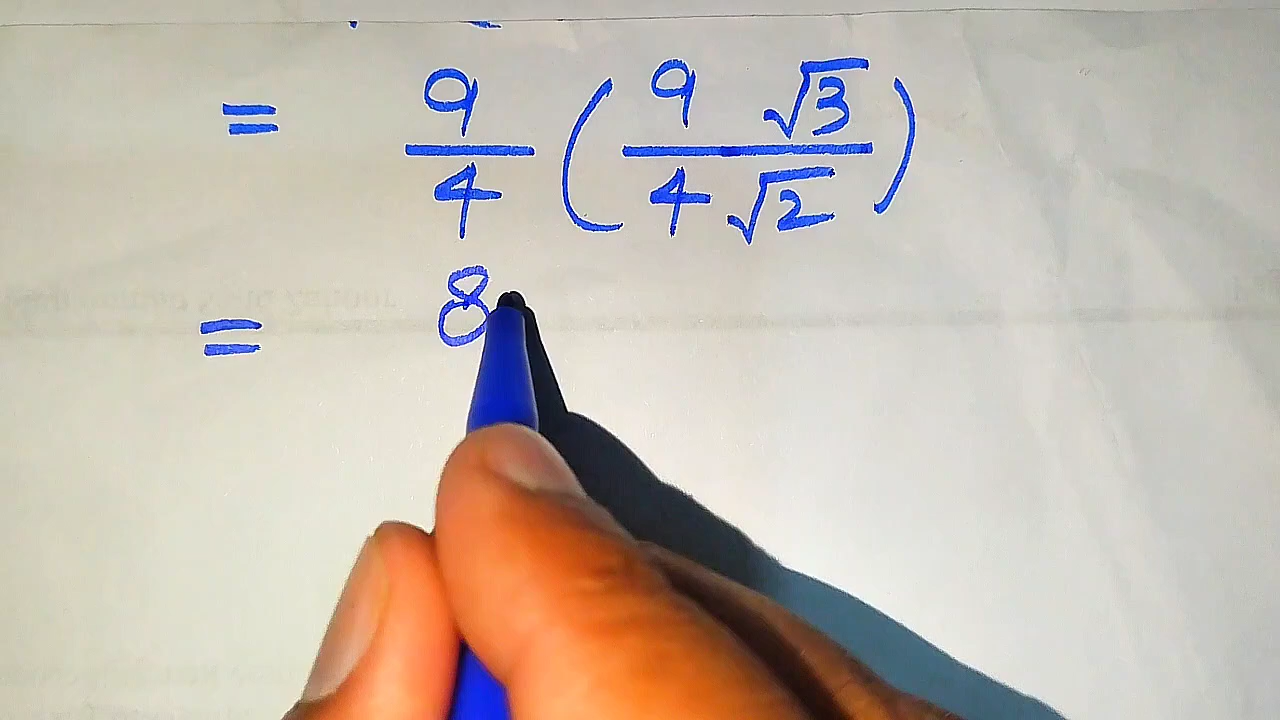 = 9/4 (9 √3 / 4 √2)
= 8